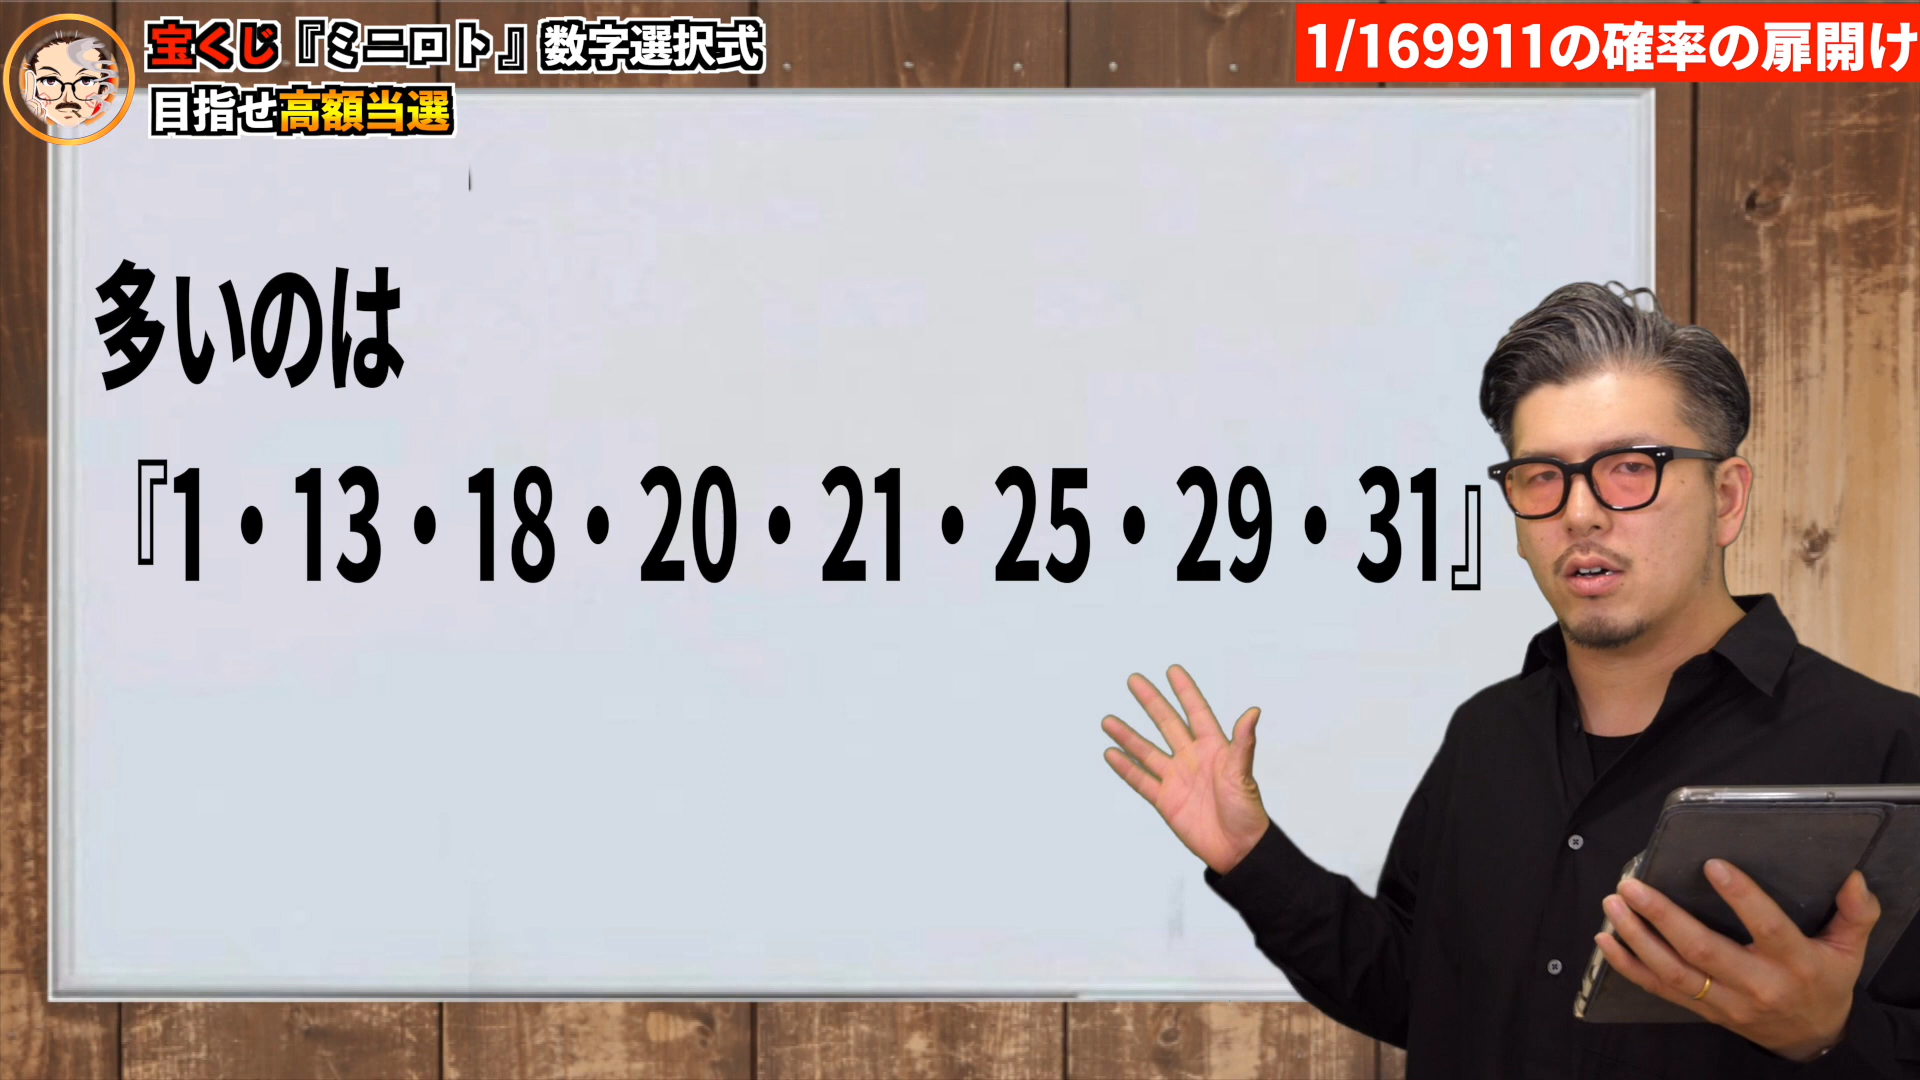 宝くじ『ミニロト』数字選択式
目指せ高額当選
1/169911の確率の扉開け
多いのは
『1・13・18・20・21・25・29・31』